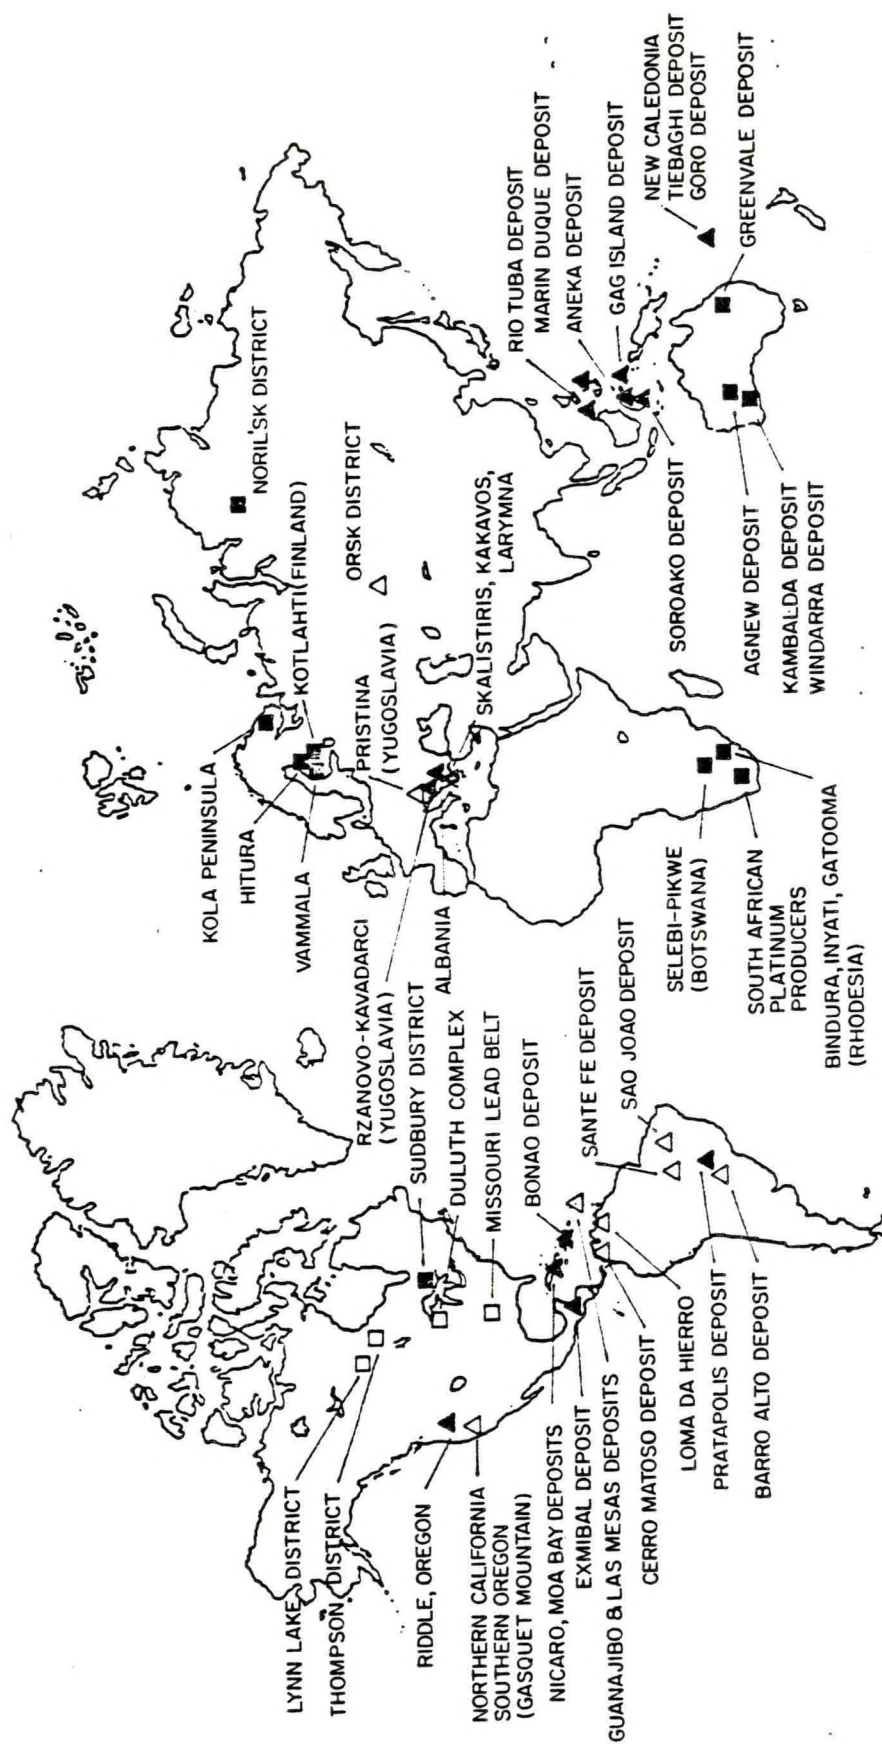 LYNN LAKE DISTRICT
THOMPSON DISTRICT
RIDDLE, OREGON
NORTHERN CALIFORNIA
SOUTHERN OREGON
(GASQUET MOUNTAIN)
NICARO, MOA BAY DEPOSITS
EXMIBAL DEPOSIT
GUANAJIBO & LAS MESAS DEPOSITS
CERRO MATOSO DEPOSIT
LOMA DA HIERRO
PRATAPOLIS DEPOSIT
BARRO ALTO DEPOSIT
SUDBURY DISTRICT
DULUTH COMPLEX
MISSOURI LEAD BELT
BONAO DEPOSIT
SANTE FE DEPOSIT
SAO JOAO DEPOSIT
KOLA PENINSULA
HITURA
VAMMALA
RZANOVO-KAVADARCI
(YUGOSLAVIA)
ALBANIA
SELEBI-PIKWE
(BOTSWANA)
SOUTH AFRICAN
PLATINUM
PRODUCERS
BINDURA, INYATI, GATOOMA
(RHODESIA)
NORIL'SK DISTRICT
KOTLAHTI (FINLAND)
ORSK DISTRICT
PRISTINA
(YUGOSLAVIA)
SKALISTIRIS, KAKAVOS,
LARYMNA
RIO TUBA DEPOSIT
MARIN DUQUE DEPOSIT
ANEKA DEPOSIT
GAG ISLAND DEPOSIT
NEW CALEDONIA
TIEBAGHI DEPOSIT
GORO DEPOSIT
GREENVALE DEPOSIT
SOROAKO DEPOSIT
AGNEW DEPOSIT
KAMBALDA DEPOSIT
WINDARRA DEPOSIT